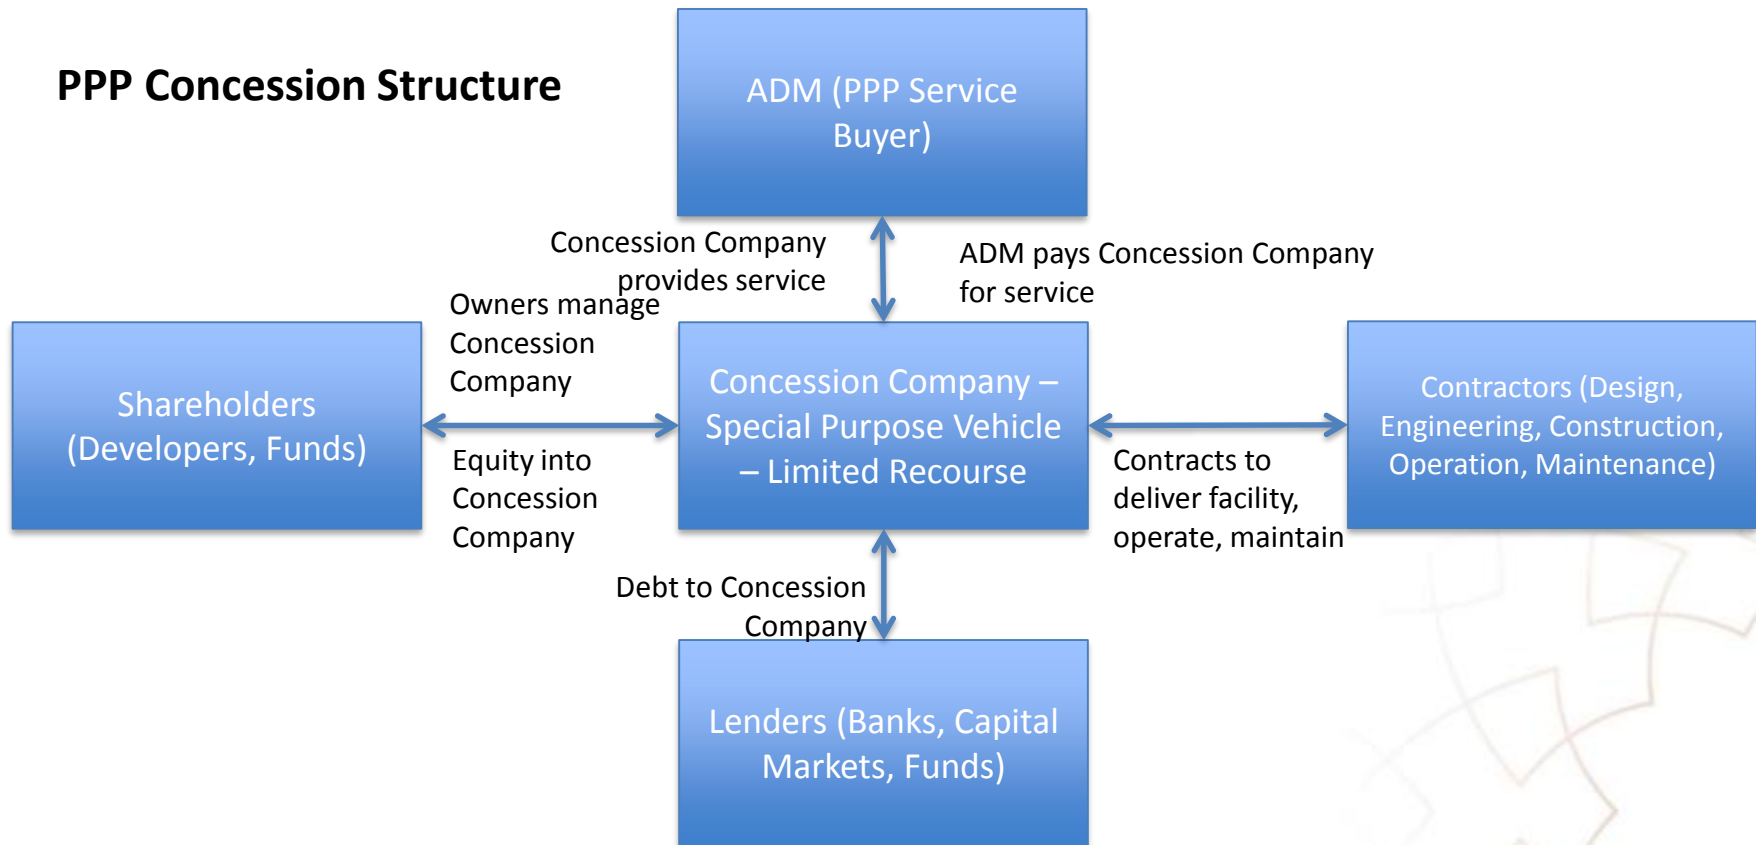 PPP Concession Structure
ADM (PPP Service
Buyer)
Concession Company
provides service
ADM pays Concession Company
for service
Owners manage
Concession
Company
Shareholders
(Developers, Funds)
Equity into
Concession
Company
Concession Company –
Special Purpose Vehicle
– Limited Recourse
Contracts to
deliver facility,
operate, maintain
Contractors (Design,
Engineering, Construction,
Operation, Maintenance)
Debt to Concession
Company
Lenders (Banks, Capital
Markets, Funds)